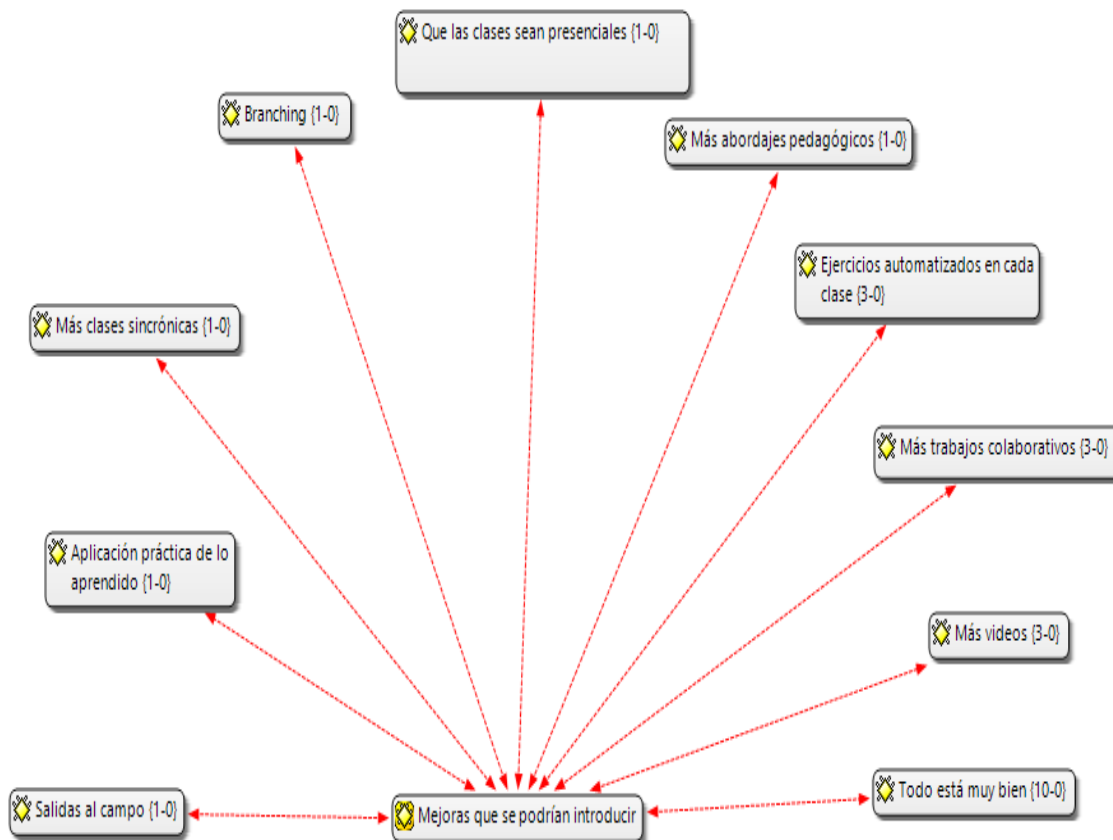 Que las clases sean presenciales {1-0}
Branching {1-0}
Más abordajes pedagógicos {1-0}
Ejercicios automatizados en cada
clase {3-0}
Más clases sincrónicas {1-0}
Más trabajos colaborativos {3-0}
Aplicación práctica de lo
aprendido {1-0}
Más videos {3-0}
Todo está muy bien {10-0}
Salidas al campo {1-0}
Mejoras que se podrían introducir